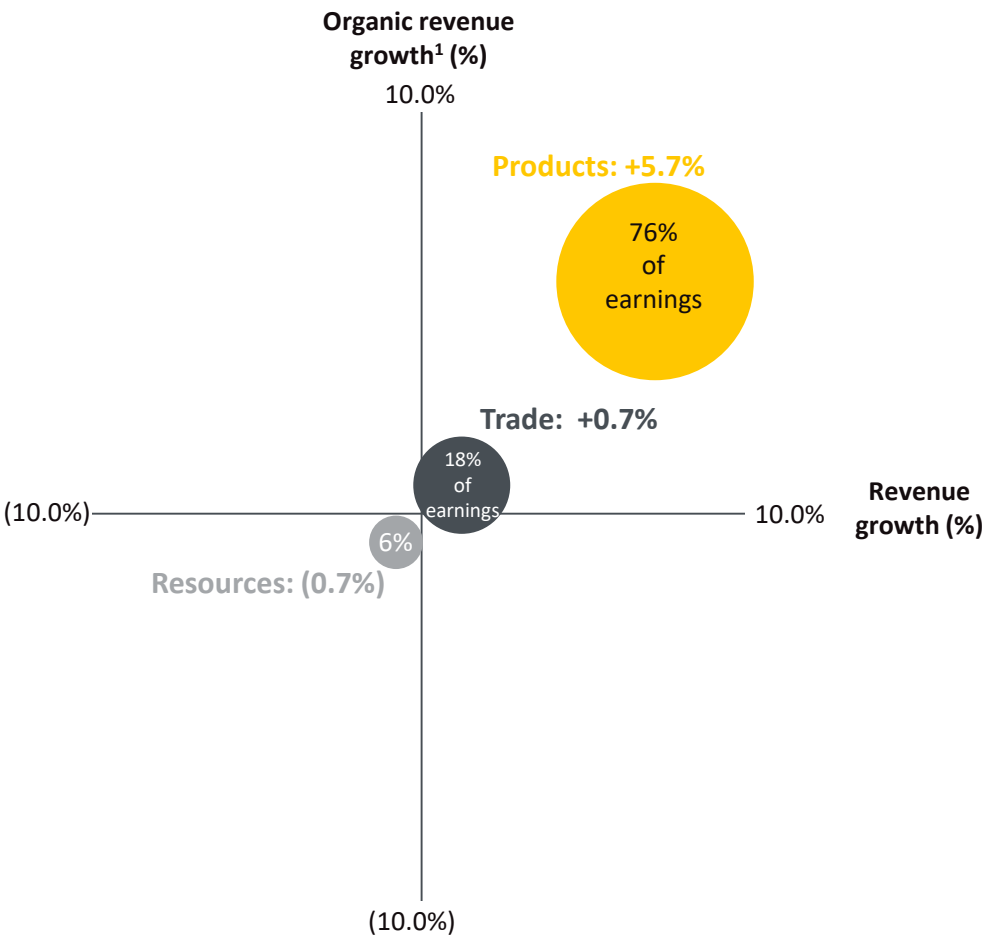 Organic revenue
growth¹ (%)
10.0%
Products: +5.7%
76%
of
earnings
Trade:  +0.7%
18%
of
earnings
(10.0%)
10.0%
Revenue
growth (%)
6%
Resources: (0.7%)
(10.0%)